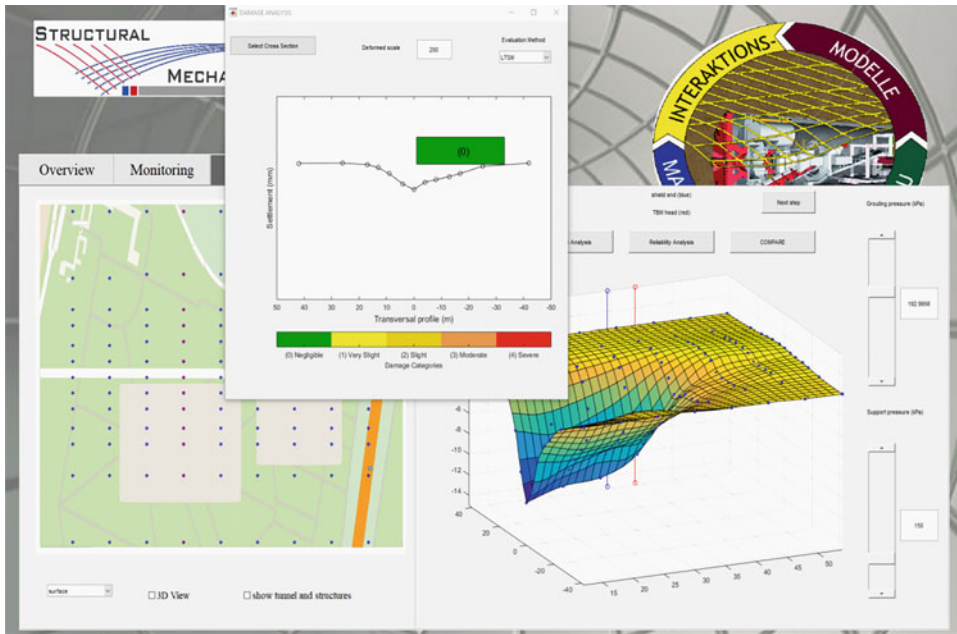 STRUCTURAL
MECHA
DAMAGE ANALYSIS
Select Cross Section
Deformed scale
200
Evaluation Method
LTSM
(0)
Settlement (mm)
50 40 30 20 10 0 -10 -20 -30 -40 -50
Transversal profile (m)
(0) Negligible (1) Very Slight (2) Slight (3) Moderate (4) Severe
Damage Categories
INTERAKTIONS-
MODELLE
MA
Overview
Monitoring
surface
3D View
show tunnel and structures
shield end (blue)
TBM head (red)
Next step
Analysis
Reliability Analysis
COMPARE
Grouting pressure (kPa)
192.9898
Support pressure (kPa)
150
-6
-8
-10
-12
-14
40
20
0
-20
-40
15 20 25 30 35 40 45 50